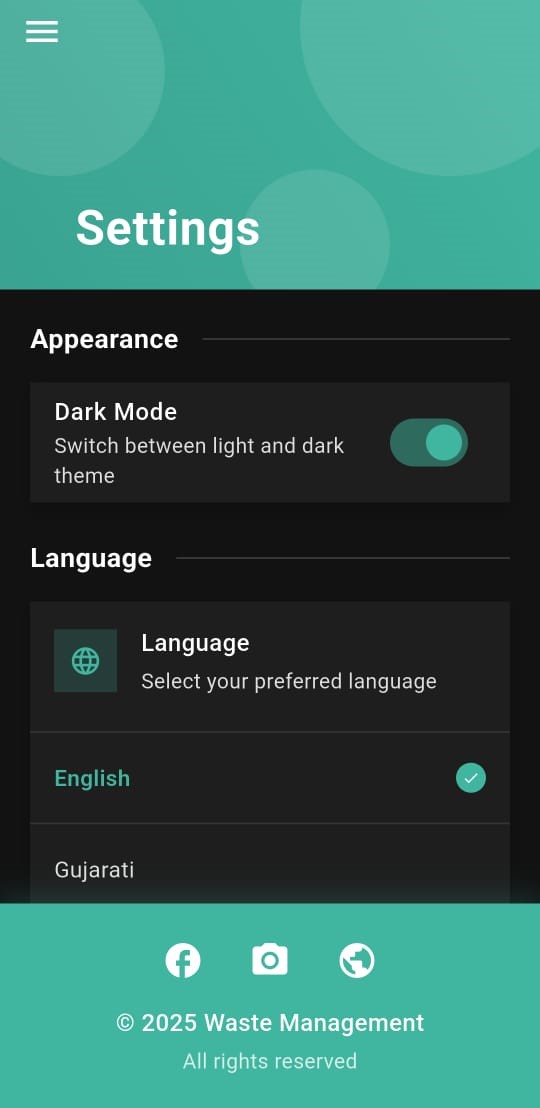 Settings
Appearance
Dark Mode
Switch between light and dark
theme
Language
Language
Select your preferred language
English
Gujarati
© 2025 Waste Management
All rights reserved